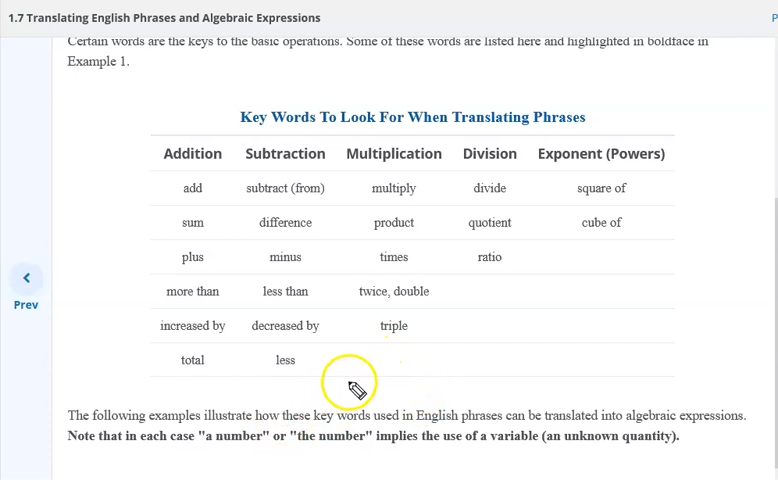 1.7 Translating English Phrases and Algebraic Expressions
P
Certain words are the keys to the basic operations. Some of these words are listed here and highlighted in boldface in
Example 1.
Key Words To Look For When Translating Phrases
Addition Subtraction Multiplication Division Exponent (Powers)
add subtract (from) multiply divide square of
sum difference product quotient cube of
plus minus times ratio
more than less than twice, double
increased by decreased by triple
total less
Prev
The following examples illustrate how these key words used in English phrases can be translated into algebraic expressions.
Note that in each case "a number" or "the number" implies the use of a variable (an unknown quantity).